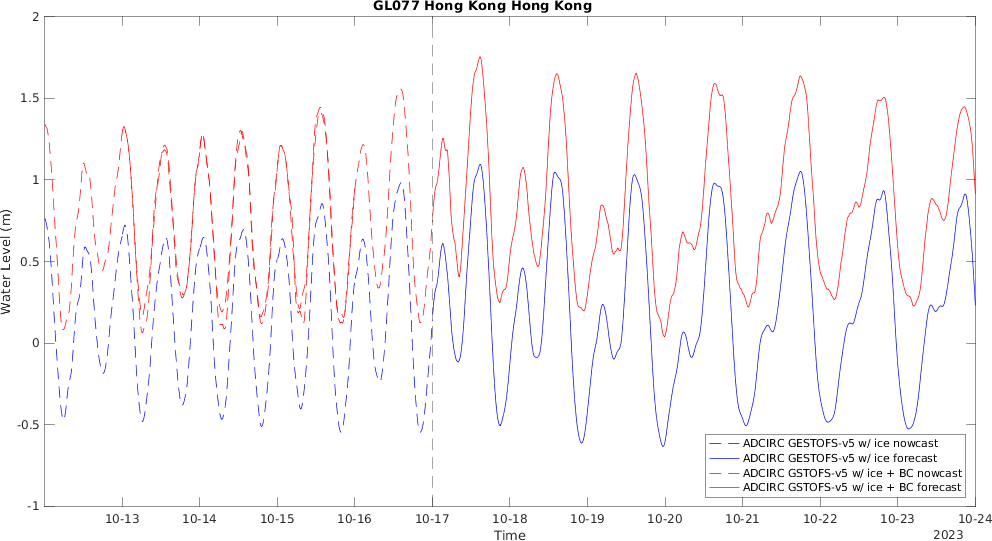 GL077 Hong Kong Hong Kong
2
1.5
1
0.5
0
-0.5
-1
Water Level (m)
ADCIRC GESTOFS-v5 w/ ice nowcast
ADCIRC GESTOFS-v5 w/ ice forecast
ADCIRC GSTOFS-v5 w/ ice + BC nowcast
ADCIRC GSTOFS-v5 w/ ice + BC forecast
10-13 10-14 10-15 10-16 10-17 10-18 10-19 10-20 10-21 10-22 10-23 10-24
Time
2023